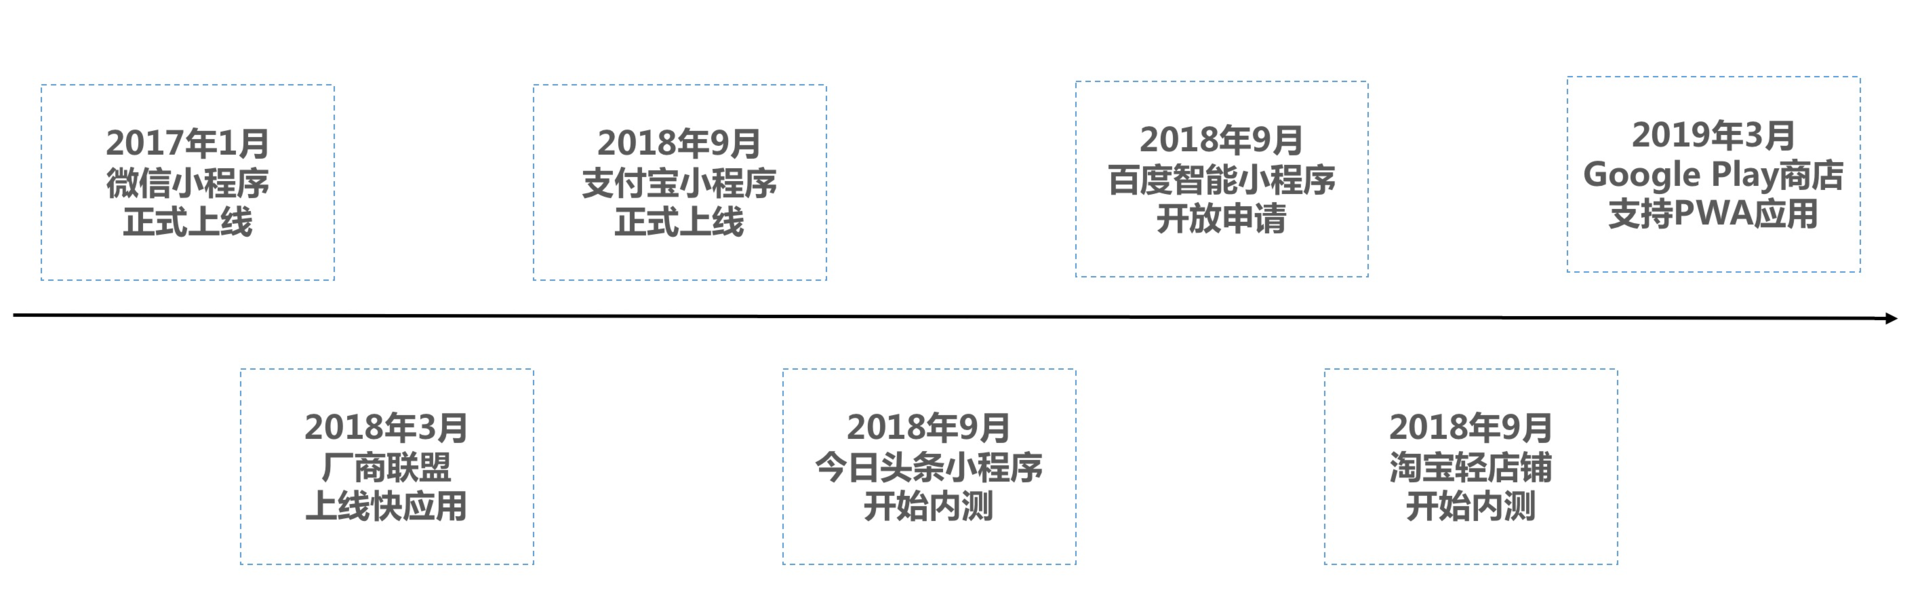 2017年1月
微信小程序
正式上线
2018年3月
厂商联盟
上线快应用
2018年9月
支付宝小程序
正式上线
2018年9月
今日头条小程序
开始内测
2018年9月
百度智能小程序
开放申请
2018年9月
淘宝轻店铺
开始内测
2019年3月
Google Play商店
支持PWA应用